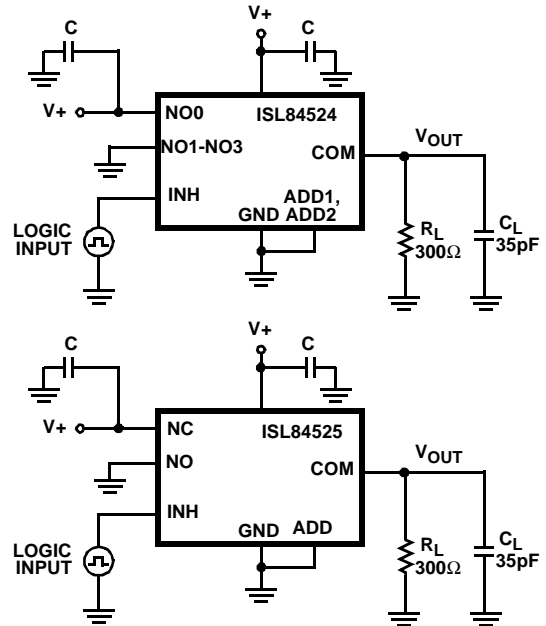 V+
C
C
V+
NO0
ISL84524
NO1-NO3
COM
VOUT
INH
ADD1,
GND ADD2
LOGIC
INPUT
RL
300Ω
CL
35pF
V+
C
C
V+
NC
ISL84525
NO
COM
VOUT
INH
GND ADD
LOGIC
INPUT
RL
300Ω
CL
35pF